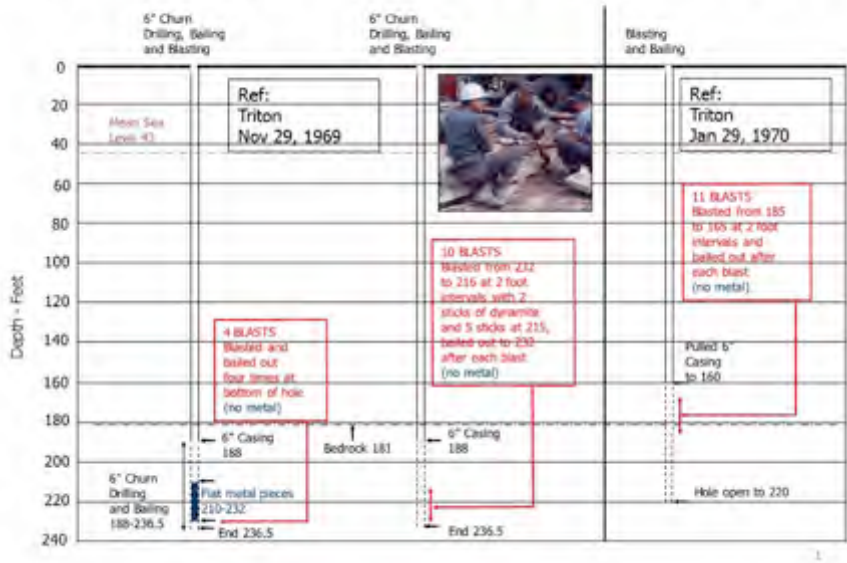 6" Churn
Drilling, Bailing
and Blasting
6" Churn
Drilling, Bailing
and Blasting
Blasting
and Bailing
Depth - Feet
0
20
40
60
80
100
120
140
160
180
200
220
240
Mean Sea
Level 43
Ref:
Triton
Nov 29, 1969
Ref:
Triton
Jan 29, 1970
4 BLASTS
Blasted and
bailed out
four times at
bottom of hole
(no metal)
10 BLASTS
Blasted from 232
to 216 at 2 foot
intervals with 2
sticks of dynamite
and 5 sticks at 215,
bailed out to 232
after each blast
(no metal)
11 BLASTS
Blasted from 185
to 165 at 2 foot
intervals and
bailed out after
each blast
(no metal)
Pulled 6"
Casing
to 160
6" Casing
188
Bedrock 181
6" Casing
188
6" Churn
Drilling
and Bailing
188-236.5
Flat metal pieces
210-232
End 236.5
End 236.5
Hole open to 220
1